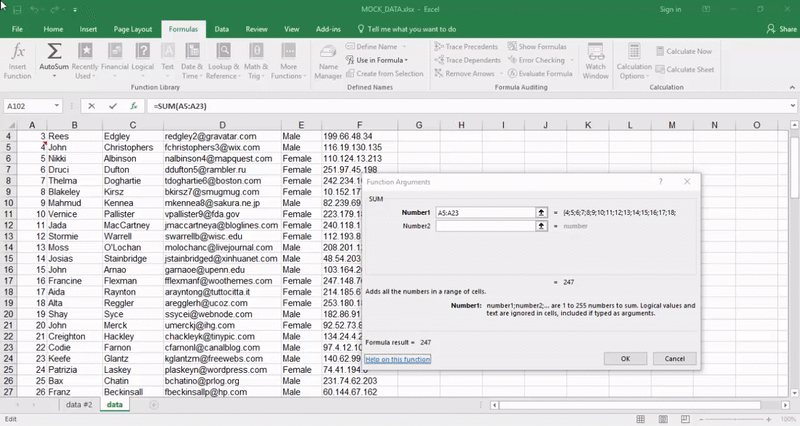 MOCK_DATA.xlsx - Excel
Sign in
File Home Insert Page Layout Formulas Data Review View Add-ins Tell me what you want to do Share
Insert Function
AutoSum
Recently Used
Financial
Logical
Text
Date & Time
Lookup & Reference
Math & Trig
More Functions
Function Library
Name Manager
Define Name
Use in Formula
Create from Selection
Defined Names
Trace Precedents
Trace Dependents
Remove Arrows
Show Formulas
Error Checking
Evaluate Formula
Formula Auditing
Watch Window
Calculation Options
Calculate Now
Calculate Sheet
Calculation
A102 fx =SUM(A5:A23)
A B C D E F G H I J K L M N O
4 3 Rees Edgley redgley2@gravatar.com Male 199.66.48.34
5 4 John Christophers fchristophers3@wix.com Male 116.19.130.135
6 5 Nikki Albinson nalbinson4@mapquest.com Female 110.124.13.213
7 6 Druci Dufton ddufton5@rambler.ru Female 251.97.45.198
8 7 Thelma Doghartie tdoghartie6@boston.com Female 242.234.10
9 8 Blakeley Kirsz bkirsz7@smugmug.com Female 10.152.17
10 9 Mahmud Kennea mkennea8@sakura.ne.jp Male 82.239.69
11 10 Vernice Pallister vpallister9@fda.gov Female 223.179.18
12 11 Jada MacCartney jmaccartneya@bloglines.com Female 240.118.1
13 12 Stormie Warrell swarrellb@wisc.edu Female 112.193.8
14 13 Moss O'Lochan molochanc@livejournal.com Male 208.201.1
15 14 Josias Stainbridge jstainbridged@xinhuanet.com Male 48.54.203
16 15 John Arnao garnaoe@upenn.edu Male 103.164.20
17 16 Francine Flexman fflexmanf@woothemes.com Female 247.148.70
18 17 Aida Raynton arayntong@tuttocitta.it Female 214.185.6
19 18 Alta Reggler aregglerh@ucoz.com Female 253.180.18
20 19 Shay Syce ssycei@webnode.com Male 182.86.91
21 20 John Merck umerckj@ihg.com Female 92.52.73.8
22 21 Creighton Hackley chackleyk@tinypic.com Male 134.24.4.2
23 22 Codie Farnon cfarnonl@canalblog.com Male 97.4.12.10
24 23 Keefe Glantz kglantzm@freewebs.com Male 140.62.99
25 24 Patrizia Laskey plaskeyn@wordpress.com Female 74.41.194.6
26 25 Bax Chatin bchatino@prlog.org Male 231.74.62.203
27 26 Franz Beckinsall fbeckinsallp@hp.com Male 60.144.67.162
Function Arguments
SUM
Number1 A5:A23 = {4;5;6;7;8;9;10;11;12;13;14;15;16;17;18;
Number2 = number
= 247
Adds all the numbers in a range of cells.
Number1: number1;number2;... are 1 to 255 numbers to sum. Logical values and
text are ignored in cells, included if typed as arguments.
Formula result = 247
Help on this function
OK Cancel
data #2 data
Edit
100%